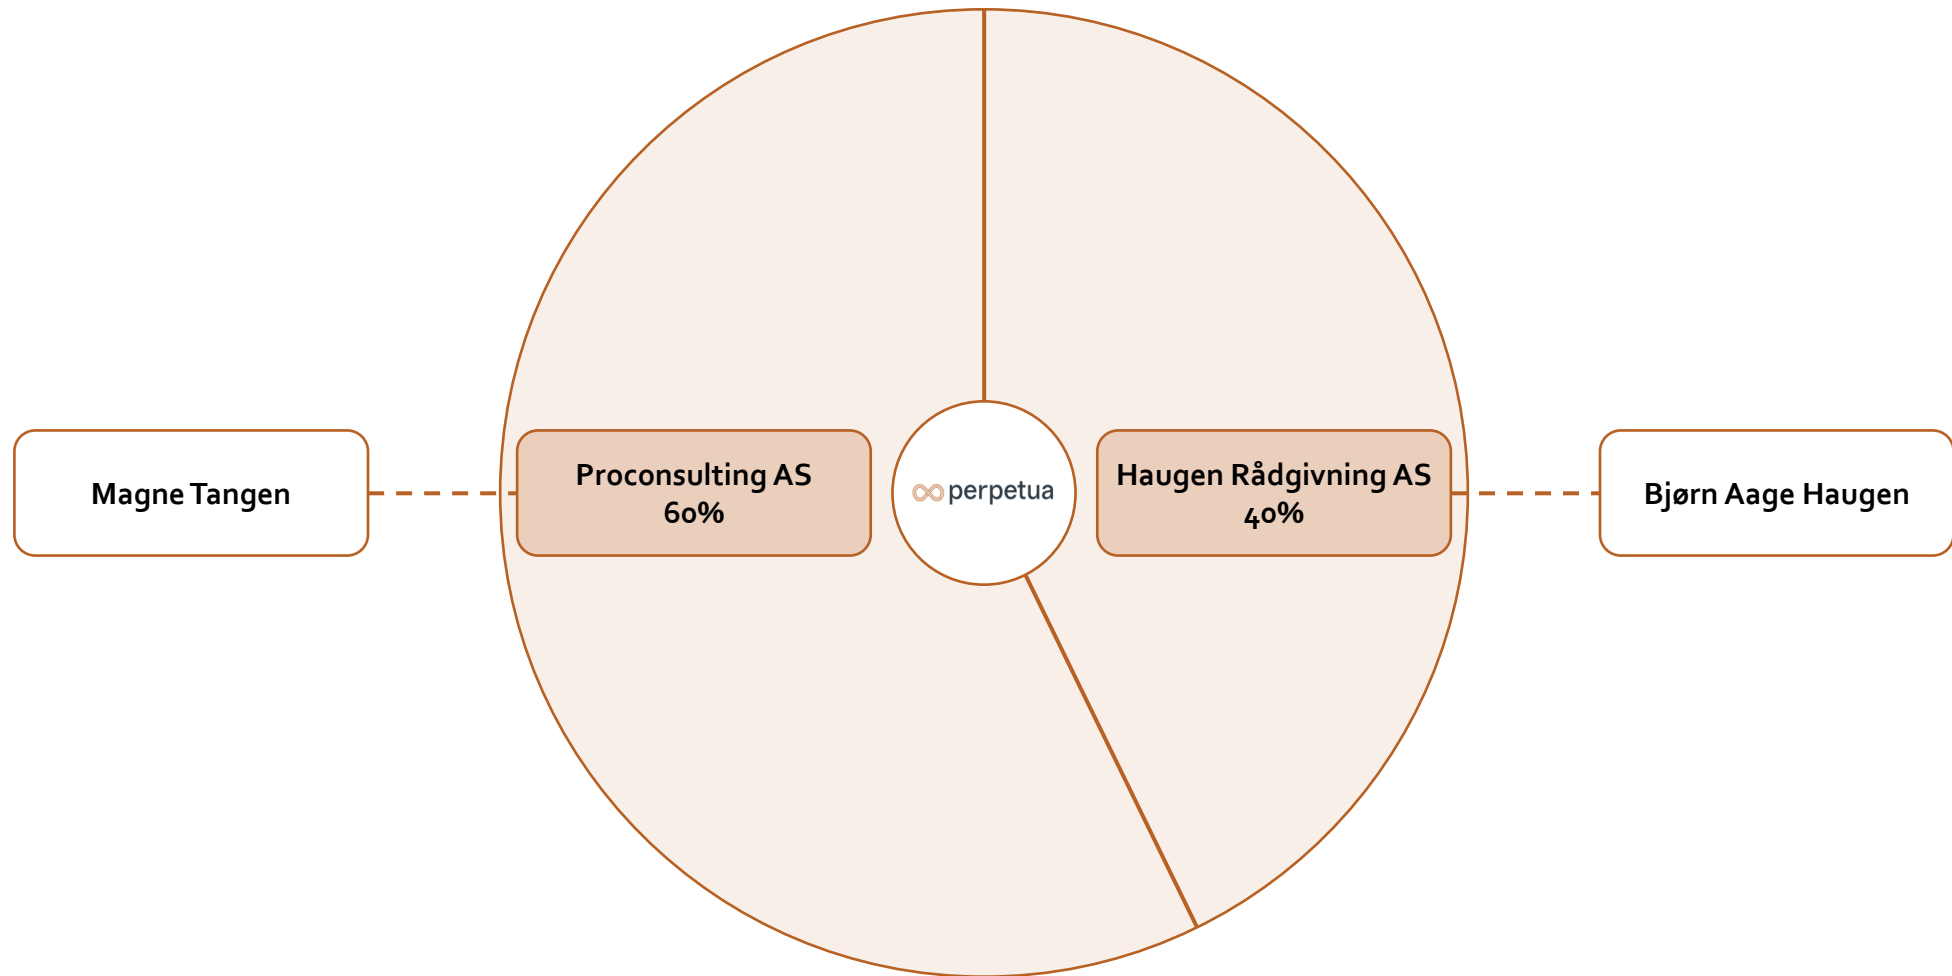 Magne Tangen
Proconsulting AS
60%
perpetua
Haugen Rådgivning AS
40%
Bjørn Aage Haugen